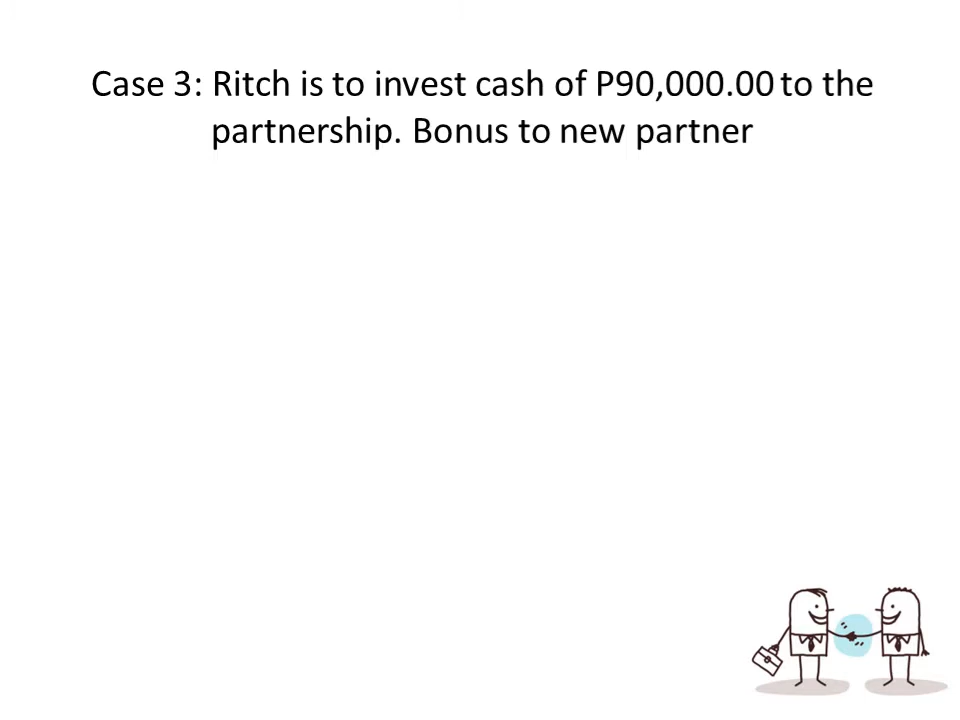 Case 3: Ritch is to invest cash of P90,000.00 to the
partnership. Bonus to new partner